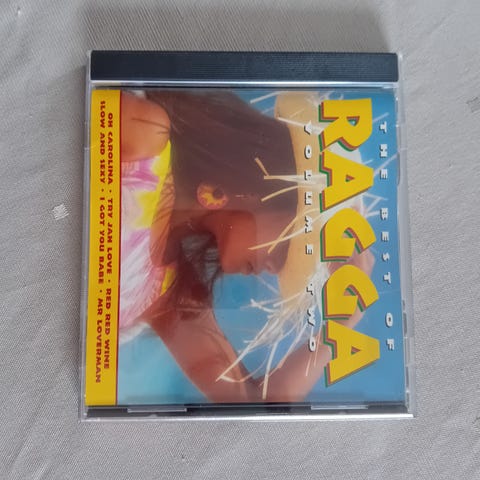 THE BEST OF
RAGGA
VOLUME TWO
OH CAROLINA • TRY JAH LOVE • RED RED WINE
SLOW AND SEXY • I GOT YOU BABE • MR LOVERMAN